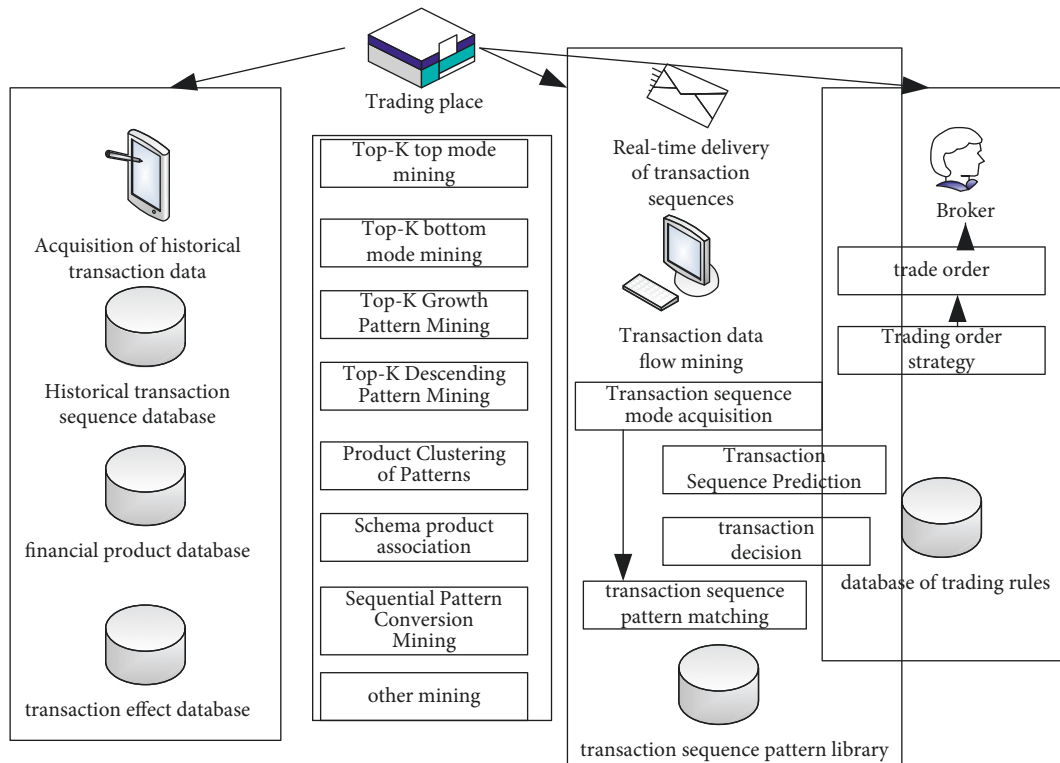 Trading place
Acquisition of historical
transaction data
Historical transaction
sequence database
financial product database
transaction effect database
Top-K top mode
mining
Top-K bottom
mode mining
Top-K Growth
Pattern Mining
Top-K Descending
Pattern Mining
Product Clustering
of Patterns
Schema product
association
Sequential Pattern
Conversion
Mining
other mining
Real-time delivery
of transaction
sequences
Transaction data
flow mining
Transaction sequence
mode acquisition
Transaction
Sequence Prediction
transaction
decision
transaction sequence
pattern matching
transaction sequence pattern library
Broker
trade order
Trading order
strategy
database of trading rules